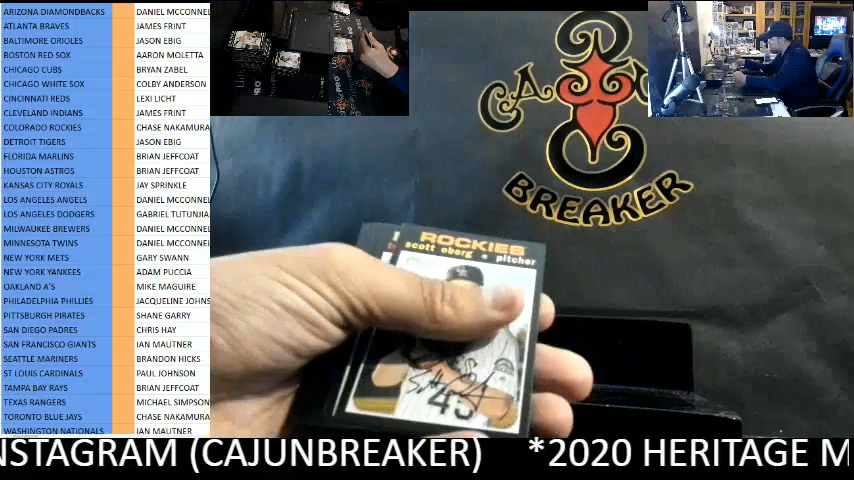 ARIZONA DIAMONDBACKS DANIEL MCCONNEL
ATLANTA BRAVES JAMES FRINT
BALTIMORE ORIOLES JASON EBIG
BOSTON RED SOX AARON MOLETTA
CHICAGO CUBS BRYAN ZABEL
CHICAGO WHITE SOX COLBY ANDERSON
CINCINNATI REDS LEXI LICHT
CLEVELAND INDIANS JAMES FRINT
COLORADO ROCKIES CHASE NAKAMURA
DETROIT TIGERS JASON EBIG
FLORIDA MARLINS BRIAN JEFFCOAT
HOUSTON ASTROS BRIAN JEFFCOAT
KANSAS CITY ROYALS JAY SPRINKLE
LOS ANGELES ANGELS DANIEL MCCONNEL
LOS ANGELES DODGERS GABRIEL TUTUNJIA
MILWAUKEE BREWERS DANIEL MCCONNEL
MINNESOTA TWINS DANIEL MCCONNEL
NEW YORK METS GARY SWANN
NEW YORK YANKEES ADAM PUCCIA
OAKLAND A'S MIKE MAGUIRE
PHILADELPHIA PHILLIES JACQUELINE JOHNS
PITTSBURGH PIRATES SHANE GARRY
SAN DIEGO PADRES CHRIS HAY
SAN FRANCISCO GIANTS IAN MAUTNER
SEATTLE MARINERS BRANDON HICKS
ST LOUIS CARDINALS PAUL JOHNSON
TAMPA BAY RAYS BRIAN JEFFCOAT
TEXAS RANGERS MICHAEL SIMPSON
TORONTO BLUE JAYS CHASE NAKAMURA
WASHINGTON NATIONALS IAN MAUTNER
BREAKER
ROCKIES
scott oberg • pitcher
45
NSTAGRAM (CAJUNBREAKER) *2020 HERITAGE M